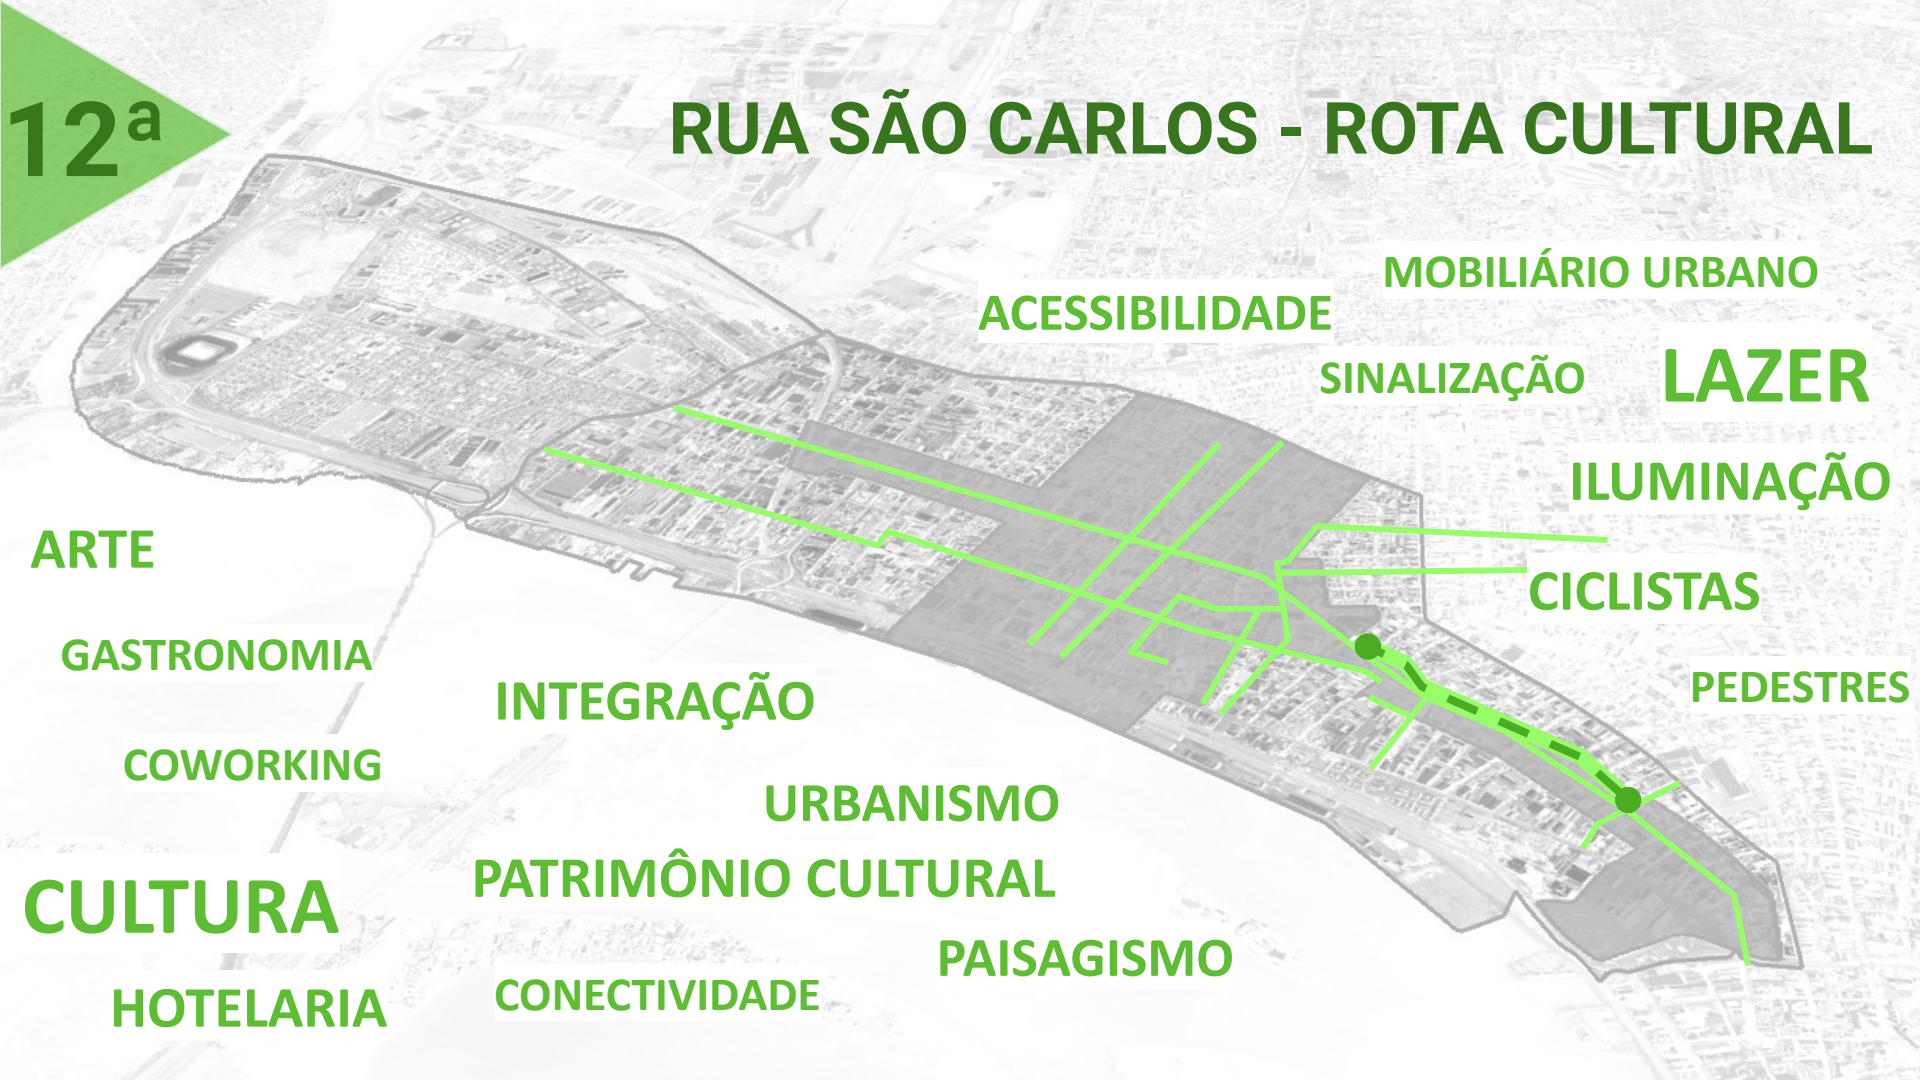 12ª
RUA SÃO CARLOS - ROTA CULTURAL
MOBILIÁRIO URBANO
ACESSIBILIDADE
SINALIZAÇÃO
LAZER
ILUMINAÇÃO
ARTE
CICLISTAS
GASTRONOMIA
INTEGRAÇÃO
PEDESTRES
COWORKING
URBANISMO
PATRIMÔNIO CULTURAL
CULTURA
PAISAGISMO
HOTELARIA
CONECTIVIDADE